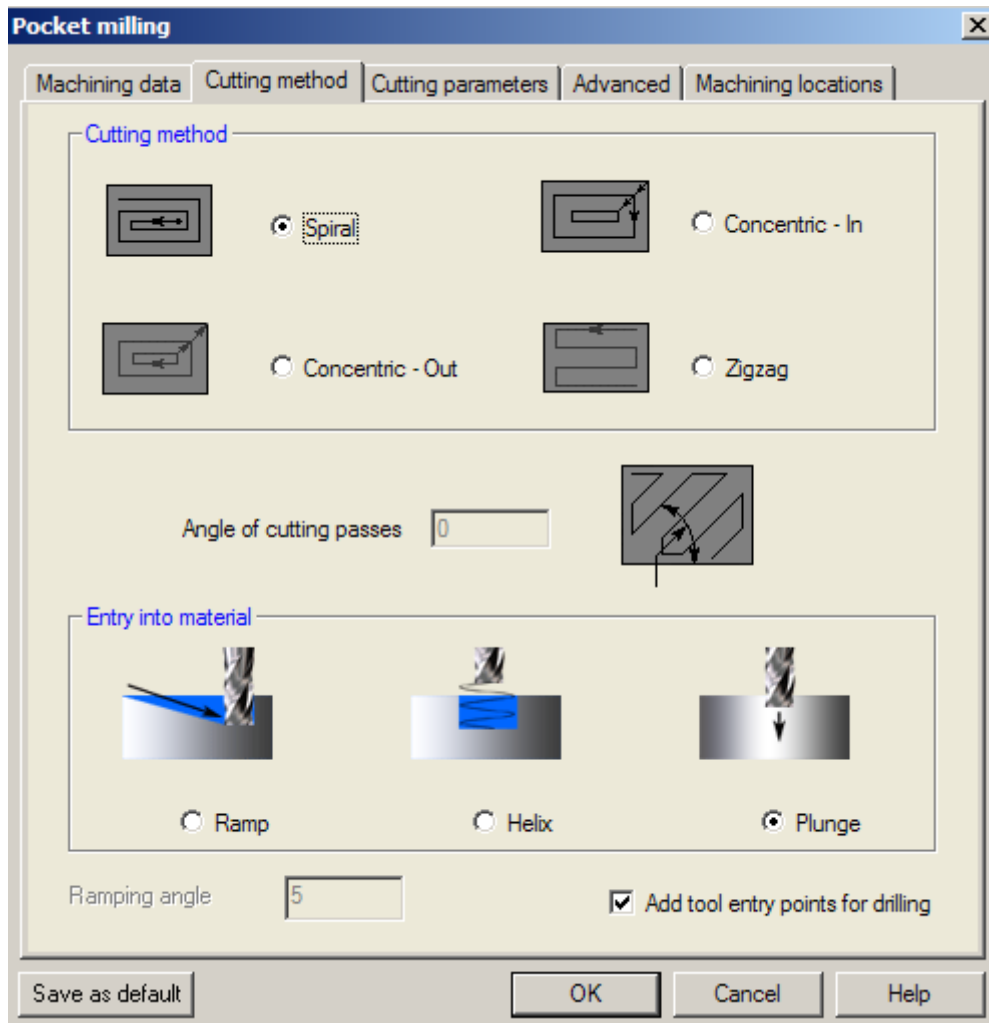 Pocket milling
Machining data Cutting method Cutting parameters Advanced Machining locations
Cutting method
Spiral
Concentric - In
Concentric - Out
Zigzag
Angle of cutting passes 0
Entry into material
Ramp
Helix
Plunge
Ramping angle 5
Add tool entry points for drilling
Save as default OK Cancel Help